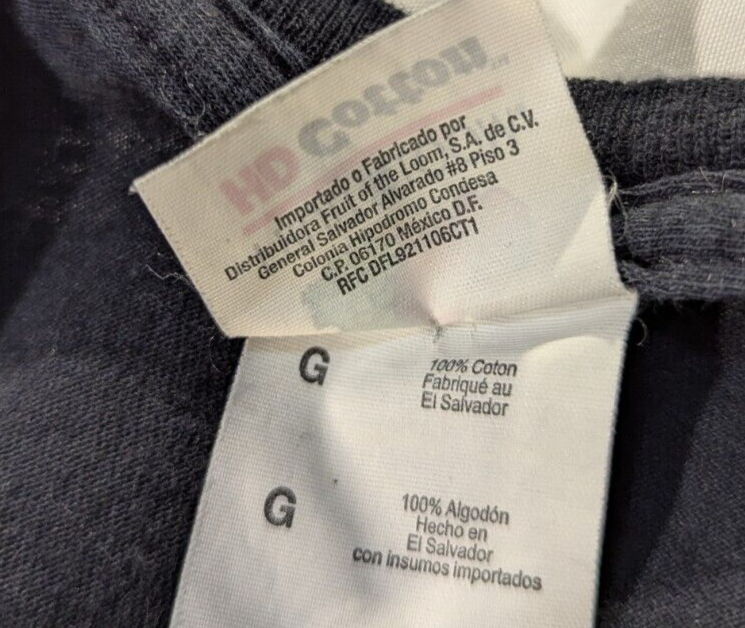 HD Cotton
Importado o Fabricado por
Distribuidora Fruit of the Loom, S.A. de C.V.
General Salvador Alvarado #8 Piso 3
Colonia Hipodromo Condesa
C.P. 06170 México D.F.
RFC DFL921106CT1
G
100% Coton
Fabriqué au
El Salvador
G
100% Algodón
Hecho en
El Salvador
con insumos importados